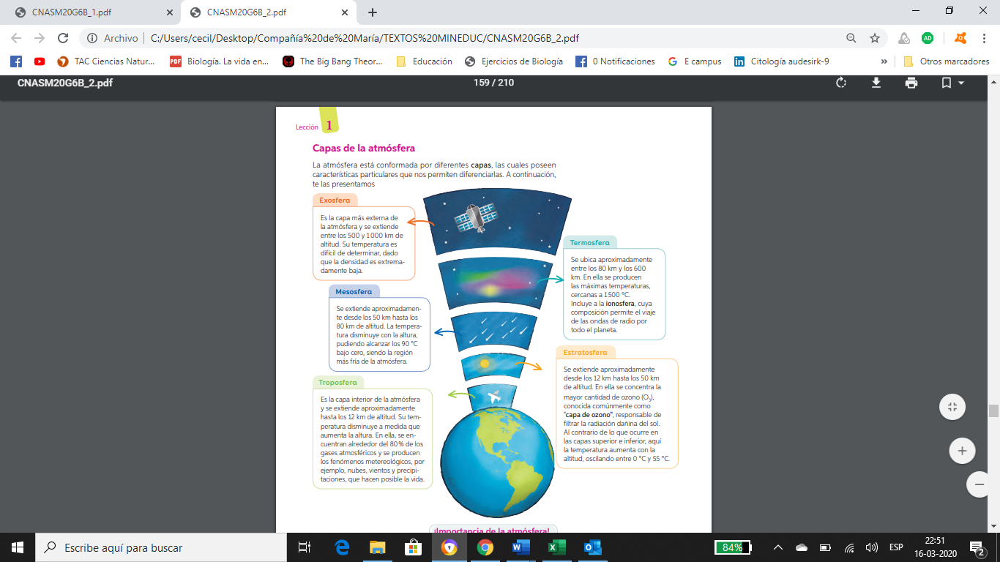 CNASM20G6B_1.pdf
CNASM20G6B_2.pdf
Archivo
C:/Users/cecil/Desktop/Compañía%20de%20María/TEXTOS%20MINEDUC/CNASM20G6B_2.pdf
AD
TAC Ciencias Natur...
PDF
Biología. La vida en...
The Big Bang Theor...
Educación
Ejercicios de Biología
0 Notificaciones
E campus
Citología audesirk-9
»
Otros marcadores
CNASM20G6B_2.pdf
159 / 210
Lección 1
Capas de la atmósfera
La atmósfera está conformada por diferentes capas, las cuales poseen
características particulares que nos permiten diferenciarlas. A continuación,
te las presentamos
Exosfera
Es la capa más externa de
la atmósfera y se extiende
entre los 500 y 1000 km de
altitud. Su temperatura es
difícil de determinar, dado
que la densidad es extrema-
damente baja.
Termosfera
Se ubica aproximadamente
entre los 80 km y los 600
km. En ella se producen
las máximas temperaturas,
cercanas a 1500 °C.
Incluye a la ionosfera, cuya
composición permite el viaje
de las ondas de radio por
todo el planeta.
Mesosfera
Se extiende aproximadamen-
te desde los 50 km hasta los
80 km de altitud. La tempera-
tura disminuye con la altura,
pudiendo alcanzar los 90 °C
bajo cero, siendo la región
más fría de la atmósfera.
Estratosfera
Se extiende aproximadamente
desde los 12 km hasta los 50 km
de altitud. En ella se concentra la
mayor cantidad de ozono (O3),
conocida comúnmente como
"capa de ozono", responsable de
filtrar la radiación dañina del sol.
Al contrario de lo que ocurre en
las capas superior e inferior, aquí
la temperatura aumenta con la
altitud, oscilando entre 0 °C y 55 °C.
Troposfera
Es la capa interior de la atmósfera
y se extiende aproximadamente
hasta los 12 km de altitud. Su tem-
peratura disminuye a medida que
aumenta la altura. En ella, se en-
cuentran alrededor del 80% de los
gases atmosféricos y se producen
los fenómenos metereológicos, por
ejemplo, nubes, vientos y precipi-
taciones, que hacen posible la vida.
¡Importancia de la atmósfera!
Escribe aquí para buscar
84%
ESP
22:51
16-03-2020
2